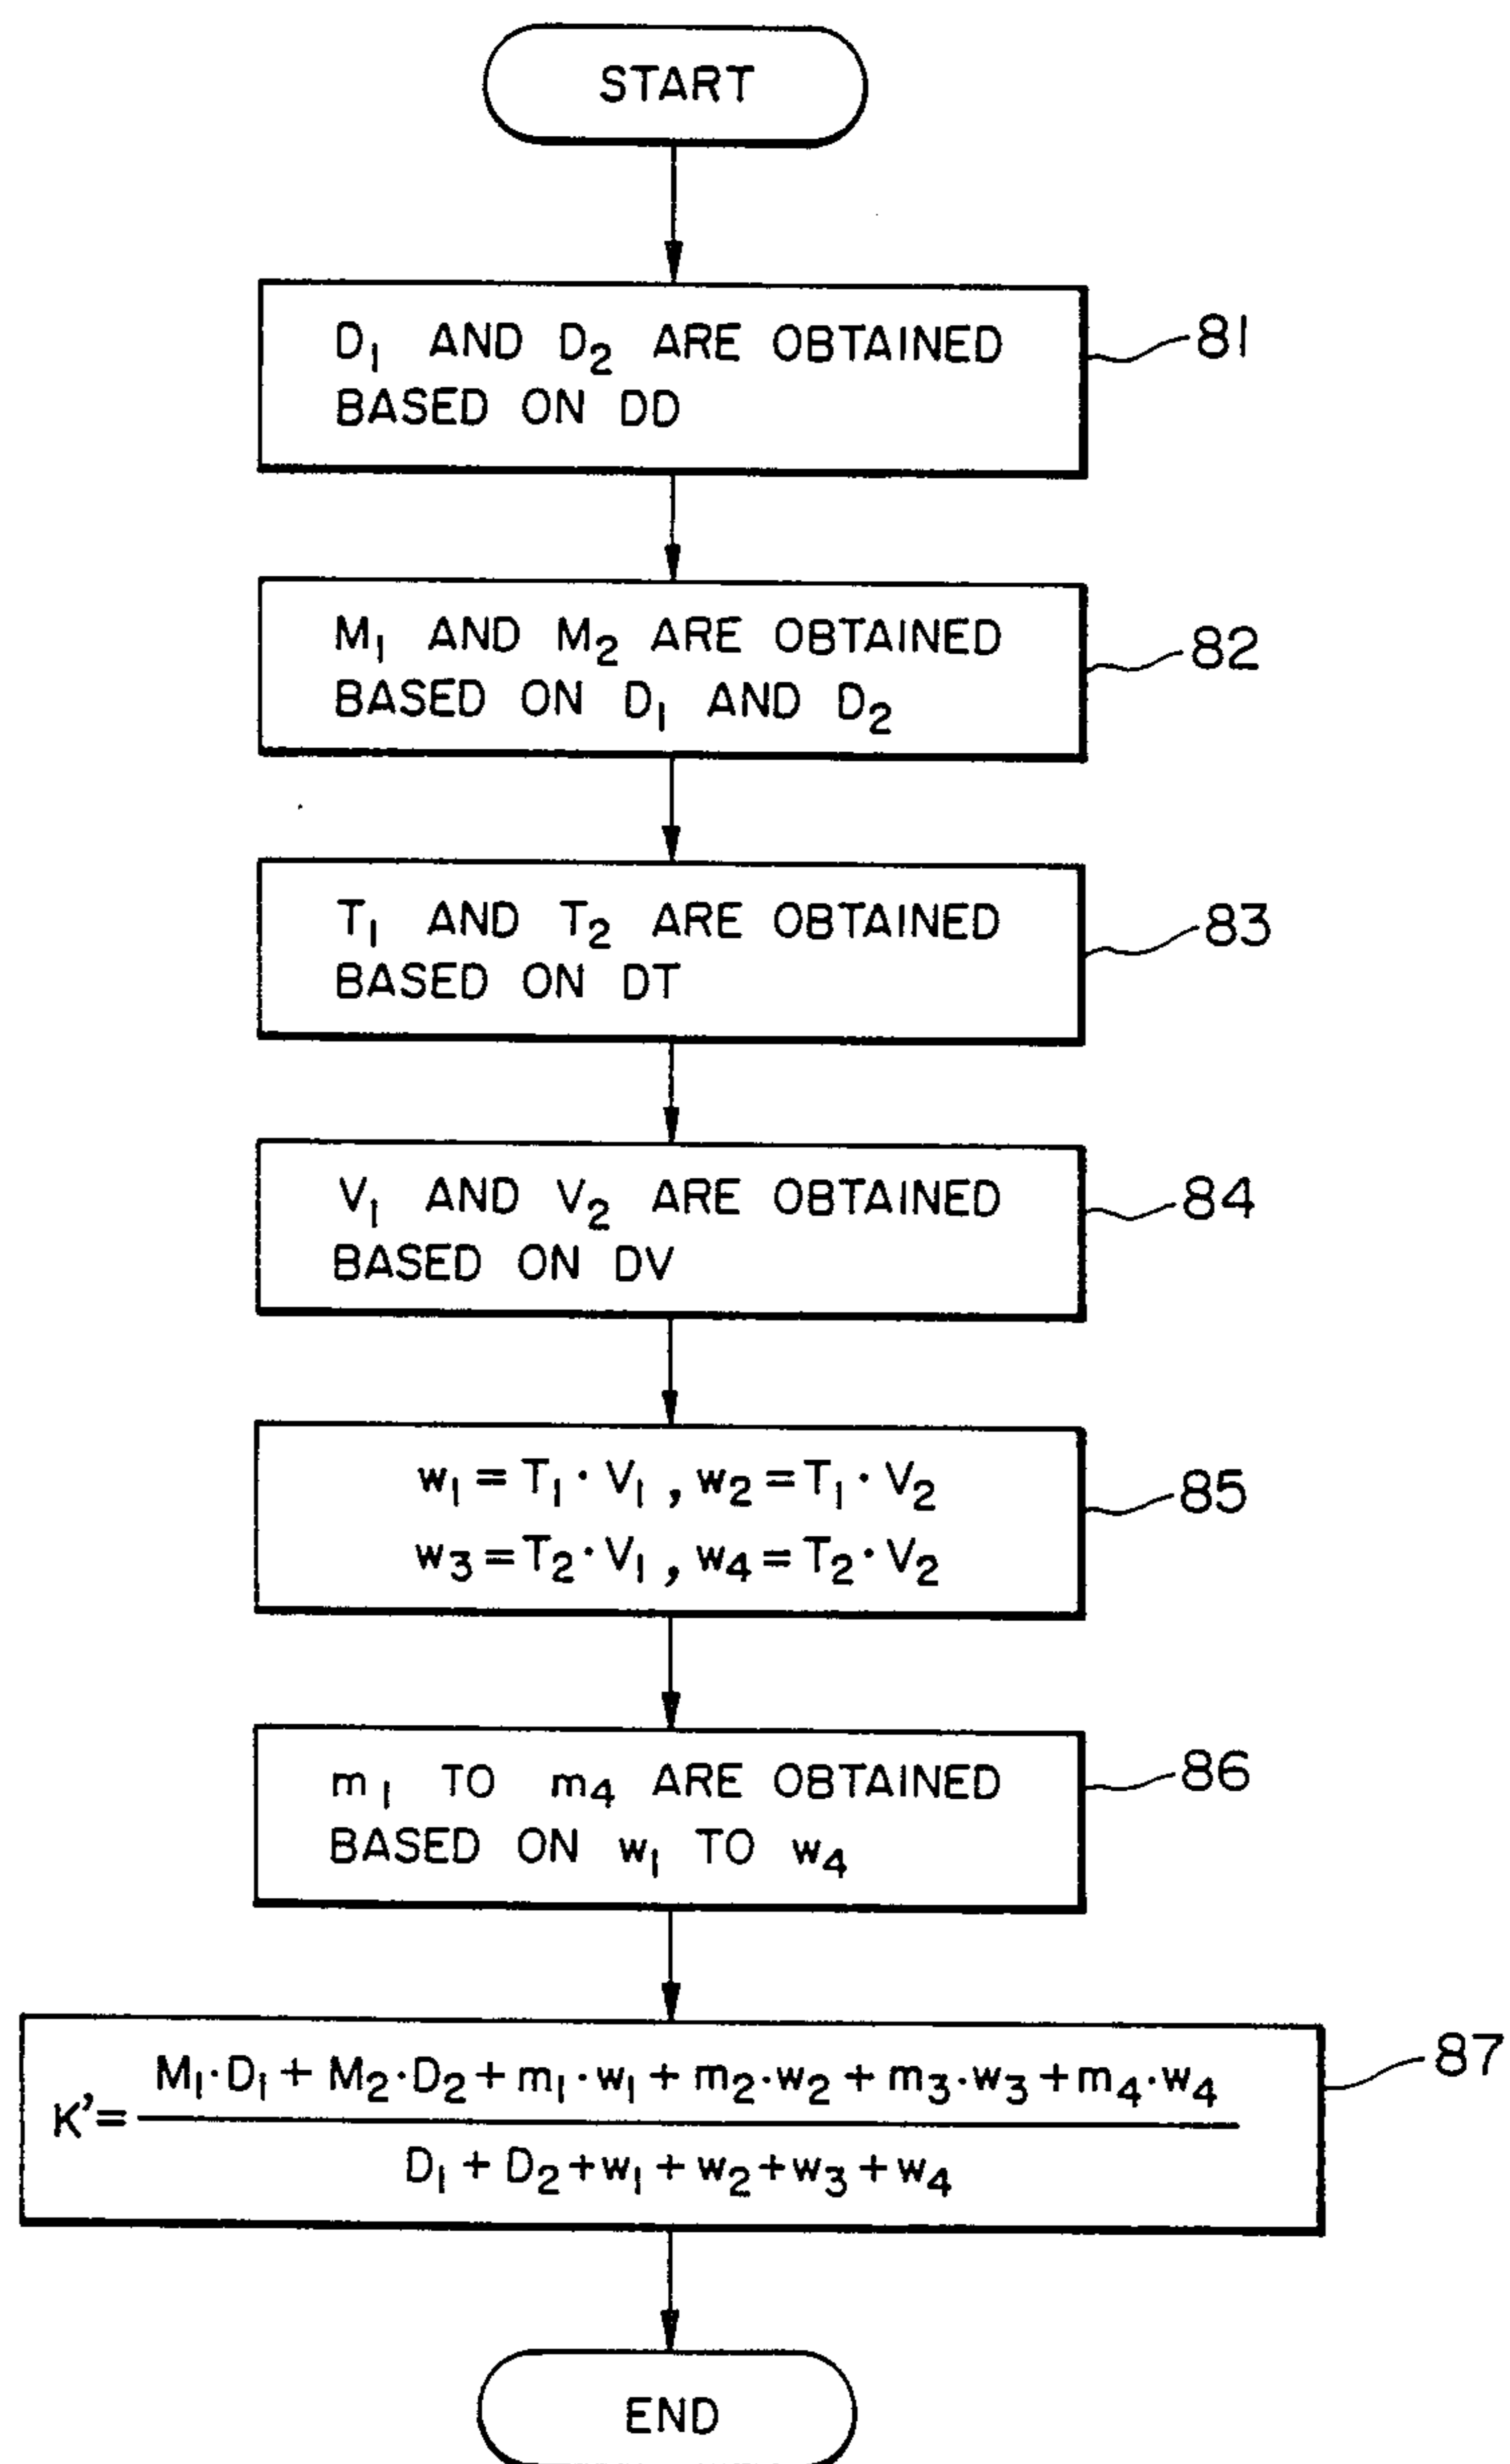 START
D₁ AND D₂ ARE OBTAINED
BASED ON DD
81
M₁ AND M₂ ARE OBTAINED
BASED ON D₁ AND D₂
82
T₁ AND T₂ ARE OBTAINED
BASED ON DT
83
V₁ AND V₂ ARE OBTAINED
BASED ON DV
84
w₁ = T₁ · V₁ , w₂ = T₁ · V₂
w₃ = T₂ · V₁ , w₄ = T₂ · V₂
85
m₁ TO m₄ ARE OBTAINED
BASED ON w₁ TO w₄
86
M₁·D₁ + M₂·D₂ + m₁·w₁ + m₂·w₂ + m₃·w₃ + m₄·w₄
K'=
D₁ + D₂ + w₁ + w₂ + w₃ + w₄
87
END